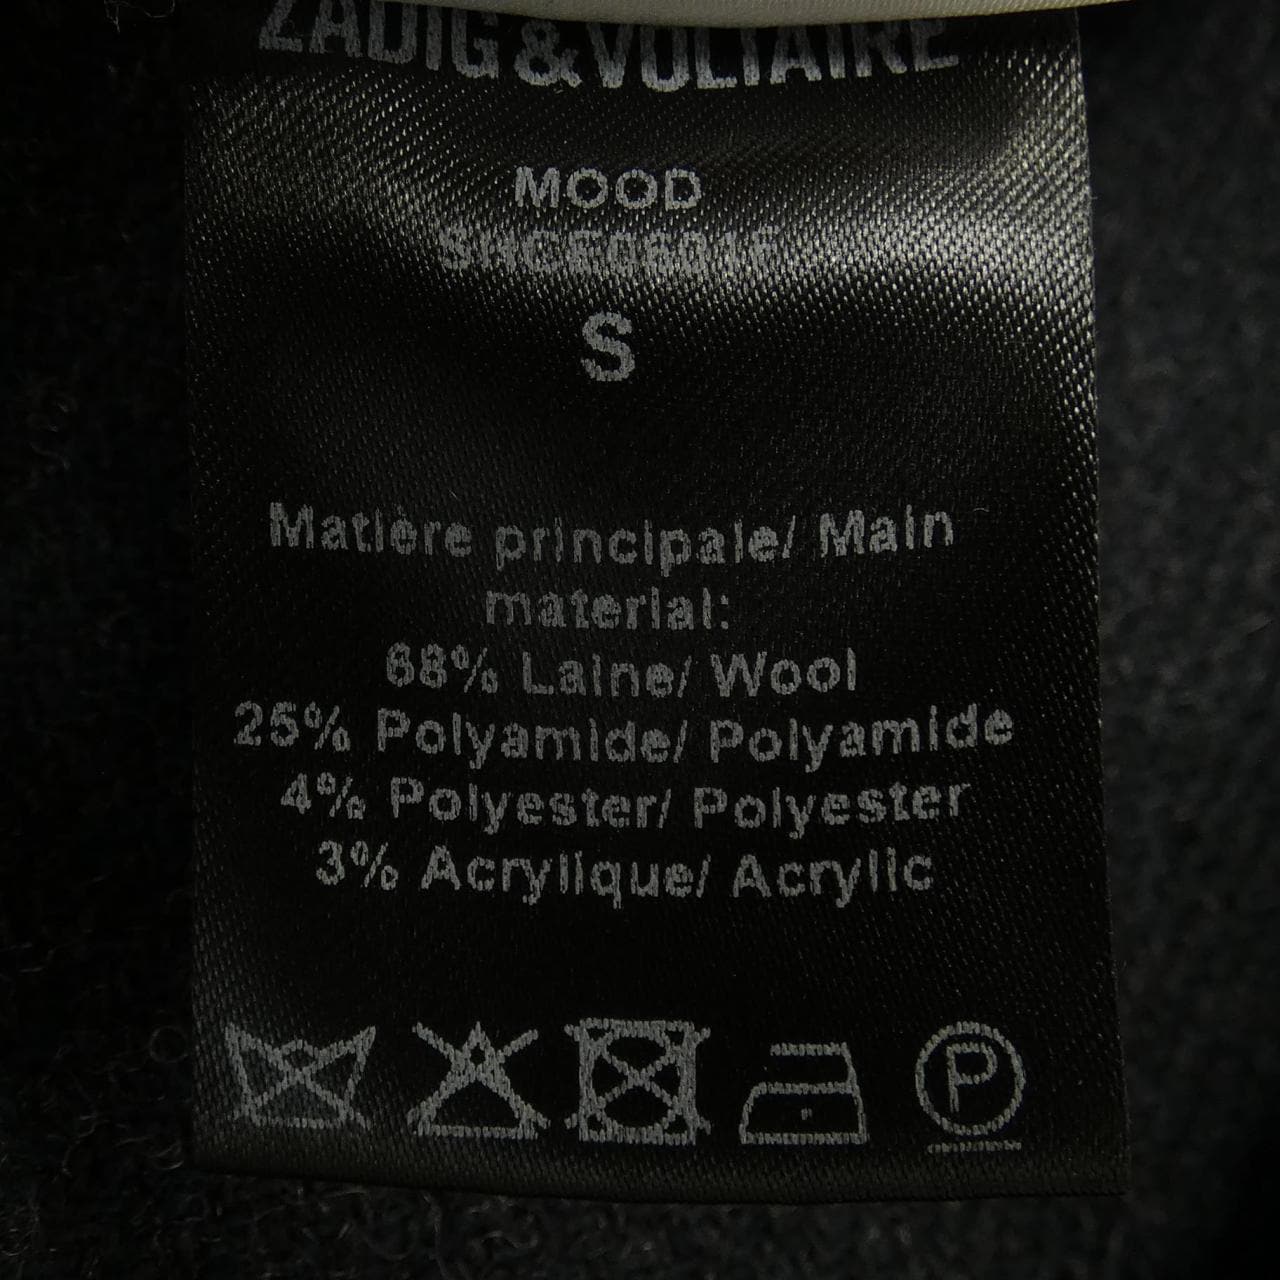 ZADIG & VOLTAIRE
MOOD
S
Matière principale/ Main
material:
68% Laine/ Wool
25% Polyamide/ Polyamide
4% Polyester/ Polyester
3% Acrylique/ Acrylic
P